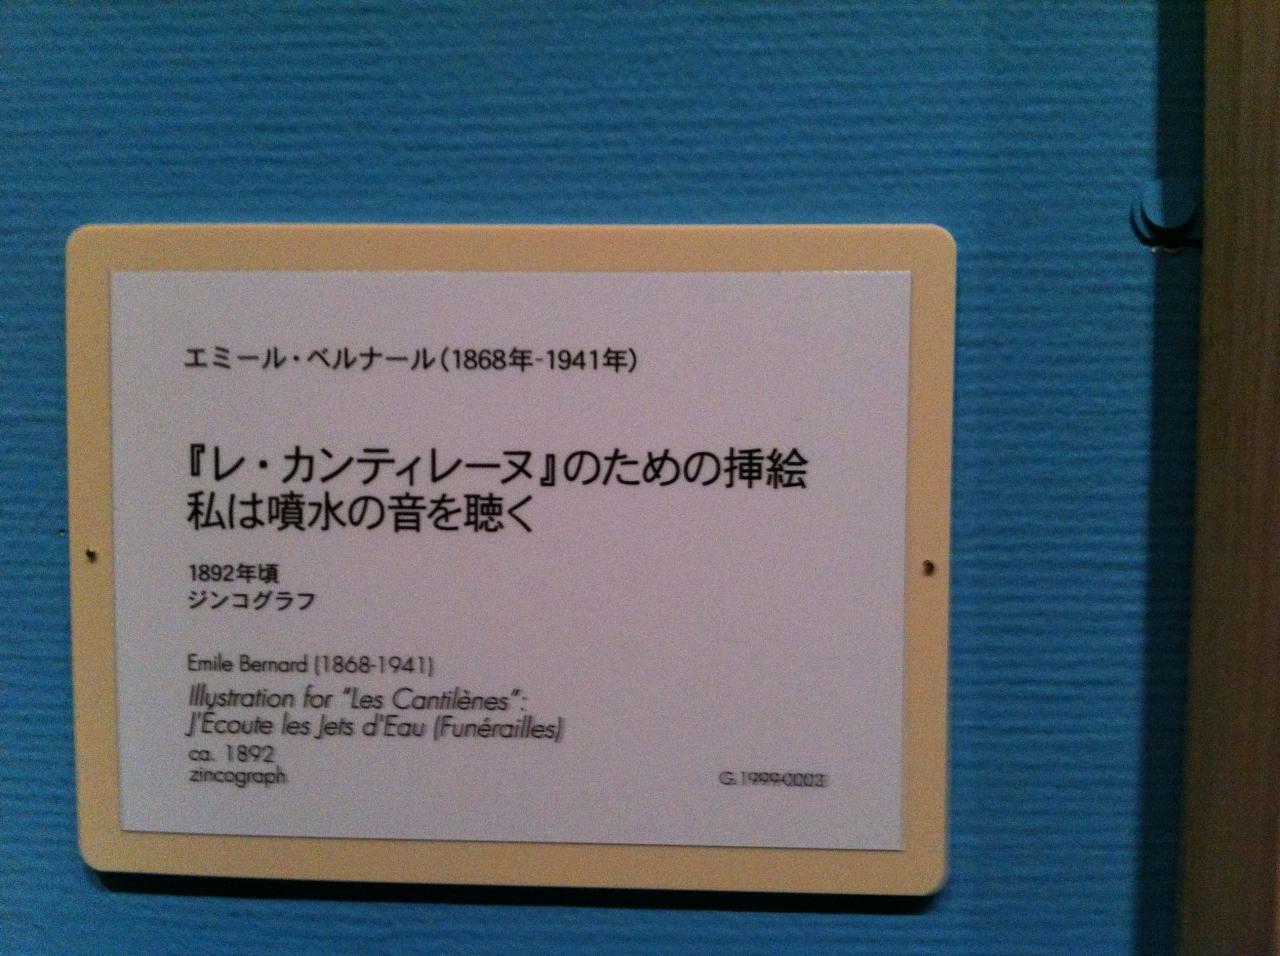 エミール・ベルナール(1868年-1941年)
『レ・カンティレーヌ』のための挿絵
私は噴水の音を聴く
1892年頃
ジンコグラフ
Emile Bernard (1868-1941)
Illustration for “Les Cantilènes”:
J'Écoute les Jets d'Eau (Funérailles)
ca. 1892
zincograph
G.1999-0003